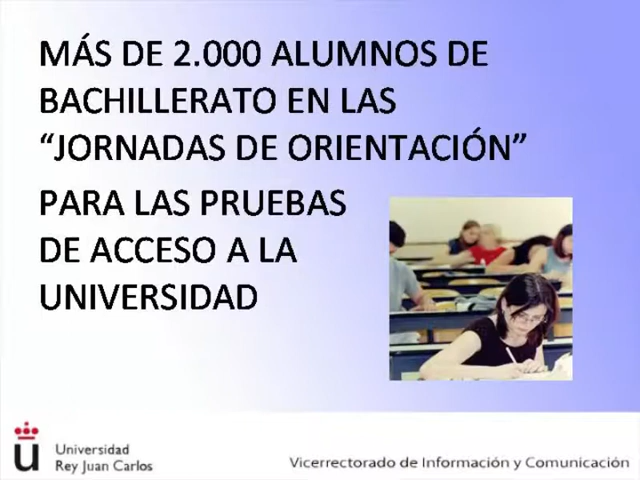 MÁS DE 2.000 ALUMNOS DE
BACHILLERATO EN LAS
“JORNADAS DE ORIENTACIÓN”
PARA LAS PRUEBAS
DE ACCESO A LA
UNIVERSIDAD
u
Universidad
Rey Juan Carlos
Vicerrectorado de Información y Comunicación